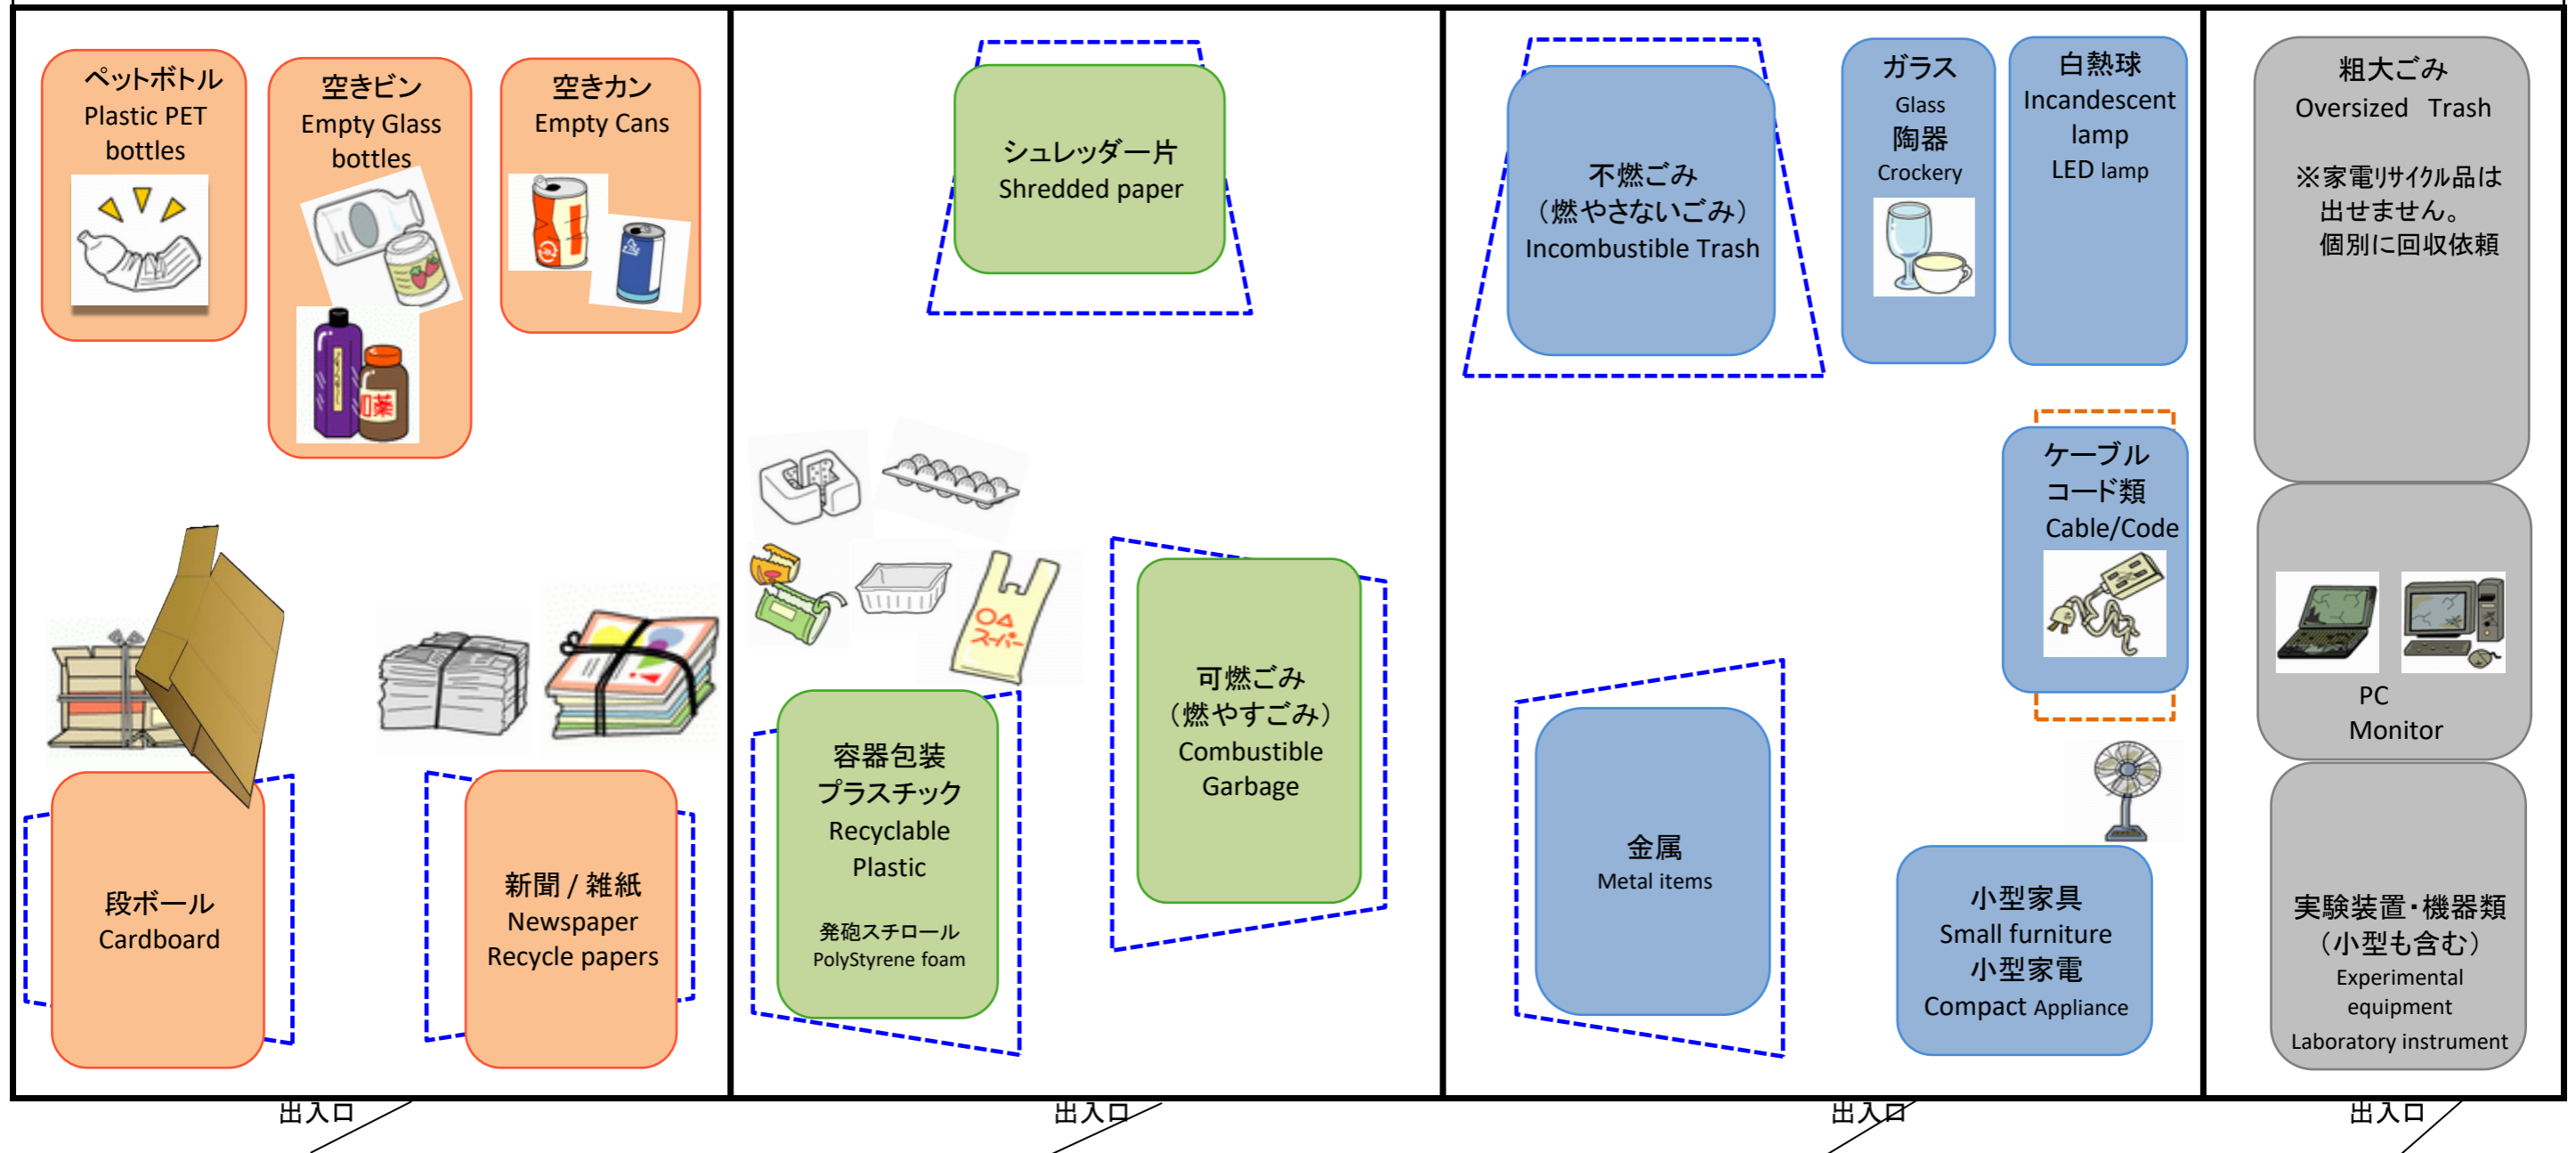 ペットボトル
Plastic PET
bottles
空きビン
Empty Glass
bottles
空きカン
Empty Cans
薬
段ボール
Cardboard
新聞 / 雑紙
Newspaper
Recycle papers
シュレッダー片
Shredded paper
〇△
スーパー
容器包装
プラスチック
Recyclable
Plastic
発砲スチロール
PolyStyrene foam
可燃ごみ
（燃やすごみ）
Combustible
Garbage
不燃ごみ
（燃やさないごみ）
Incombustible Trash
ガラス
Glass
陶器
Crockery
白熱球
Incandescent
lamp
LED lamp
ケーブル
コード類
Cable/Code
金属
Metal items
小型家具
Small furniture
小型家電
Compact Appliance
粗大ごみ
Oversized Trash
※家電リサイクル品は
出せません。
個別に回収依頼
PC
Monitor
実験装置・機器類
（小型も含む）
Experimental
equipment
Laboratory instrument
出入口
出入口
出入口
出入口